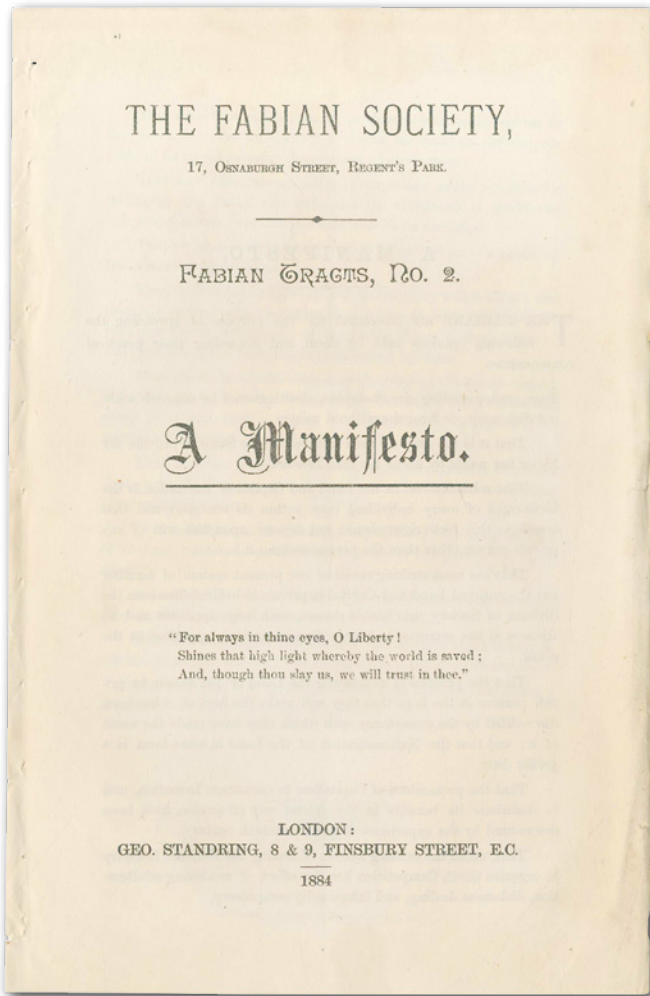 THE FABIAN SOCIETY,
17, OSNABURGH STREET, REGENT'S PARK.
FABIAN TRACTS, NO. 2.
A Manifesto.
“For always in thine eyes, O Liberty!
Shines that high light whereby the world is saved;
And, though thou slay us, we will trust in thee.”
LONDON:
GEO. STANDRING, 8 & 9, FINSBURY STREET, E.C.
1884